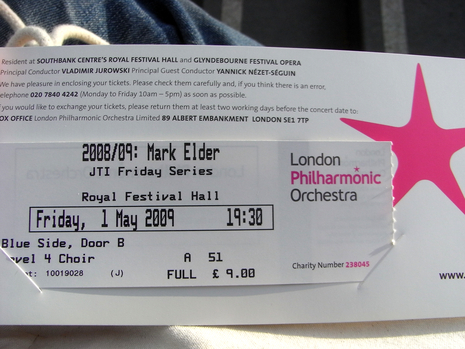 Resident at SOUTHBANK CENTRE'S ROYAL FESTIVAL HALL and GLYNDEBOURNE FESTIVAL OPERA
Principal Conductor VLADIMIR JUROWSKI Principal Guest Conductor YANNICK NÉZET-SÉGUIN
We have pleasure in enclosing your tickets. Please check them carefully and, if you think there is an error,
telephone 020 7840 4242 (Monday to Friday 10am – 5pm) as soon as possible.
If you would like to exchange your tickets, please return them at least two working days before the concert date to:
OX OFFICE London Philharmonic Orchestra Limited 89 ALBERT EMBANKMENT LONDON SE1 7TP
2008/09: Mark Elder
JTI Friday Series
Royal Festival Hall
Friday, 1 May 2009 19:30
Blue Side, Door B
vel 4 Choir A 51
t: 10019028 (J) FULL £ 9.00
London
Philharmonic
Orchestra
Charity Number 238045
www.